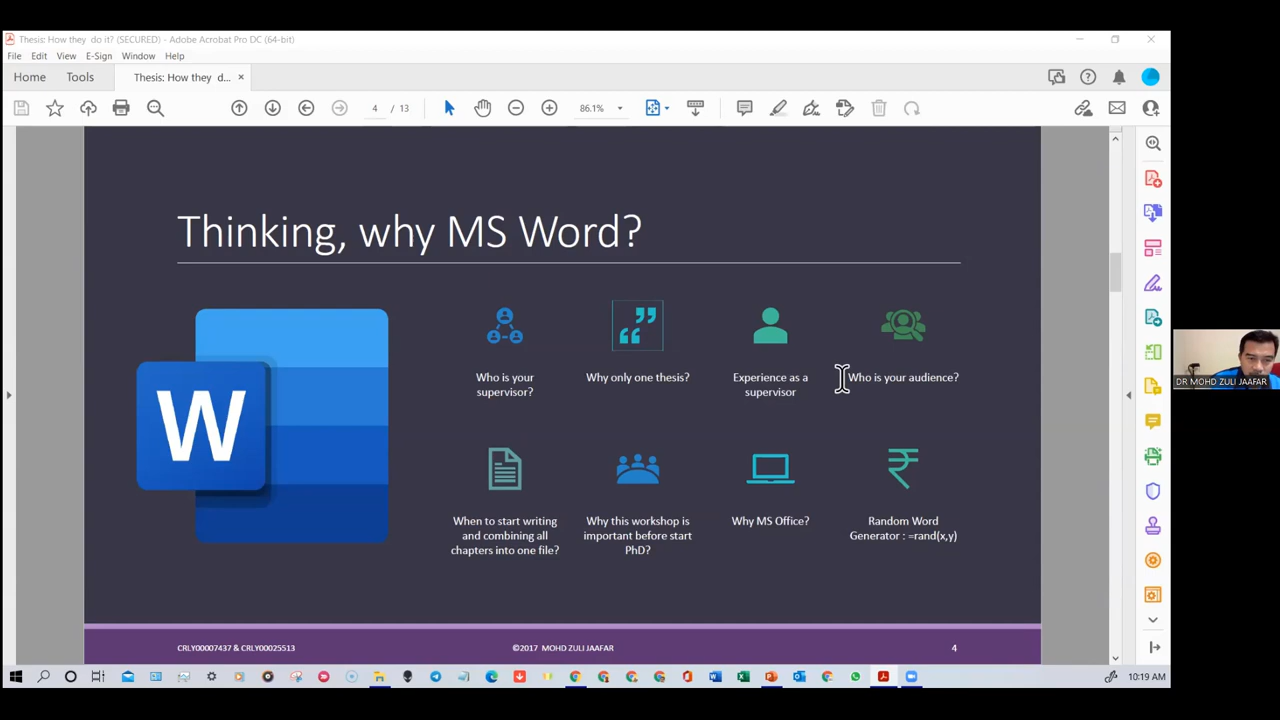 Thesis: How they do it? (SECURED) - Adobe Acrobat Pro DC (64-bit)
File Edit View E-Sign Window Help
Home Tools Thesis: How they d... ×
4 / 13 86.1%
Thinking, why MS Word?
W
Who is your
supervisor?
Why only one thesis?
Experience as a
supervisor
Who is your audience?
When to start writing
and combining all
chapters into one file?
Why this workshop is
important before start
PhD?
Why MS Office?
Random Word
Generator : =rand(x,y)
CRLY00007437 & CRLY00025513 ©2017 MOHD ZULI JAAFAR 4
DR MOHD ZULI JAAFAR
10:19 AM